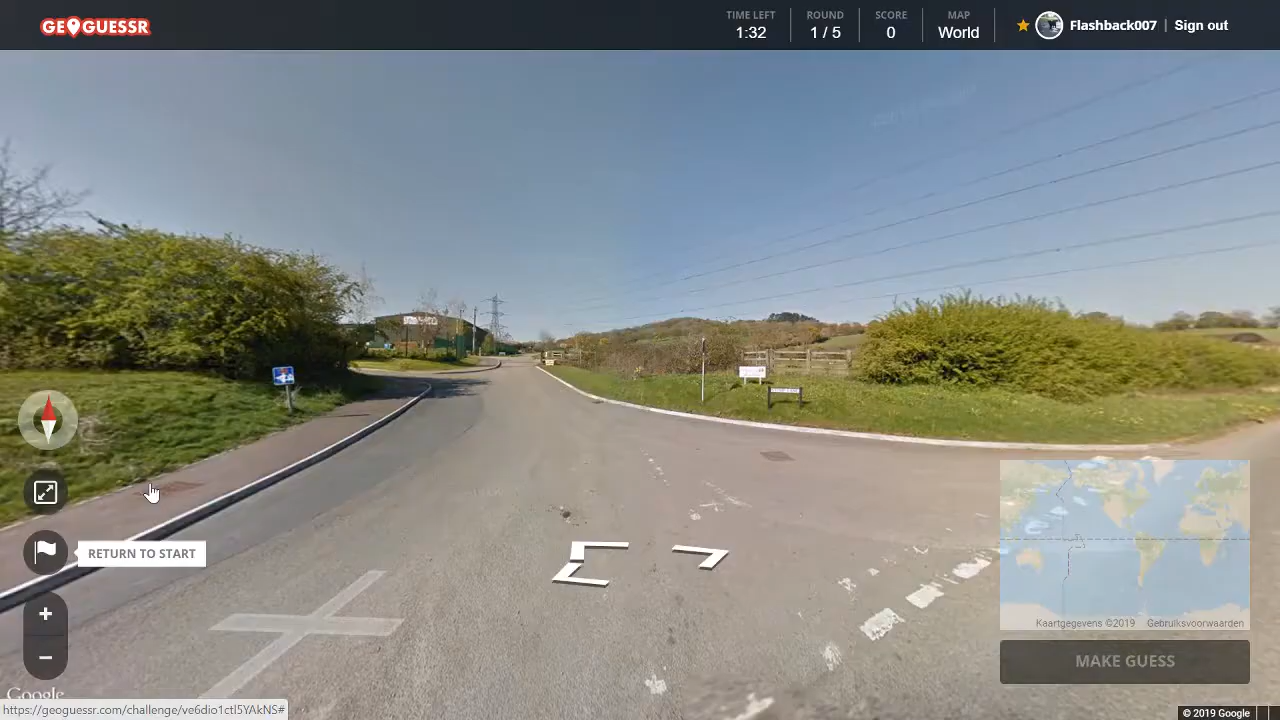 GEOGUESSR
TIME LEFT
1:32
ROUND
1 / 5
SCORE
0
MAP
World
Flashback007 | Sign out
RETURN TO START
+
−
Kaartgegevens ©2019 Gebruiksvoorwaarden
MAKE GUESS
Google
https://geoguessr.com/challenge/ve6dio1ctl5YAkNS#
© 2019 Google